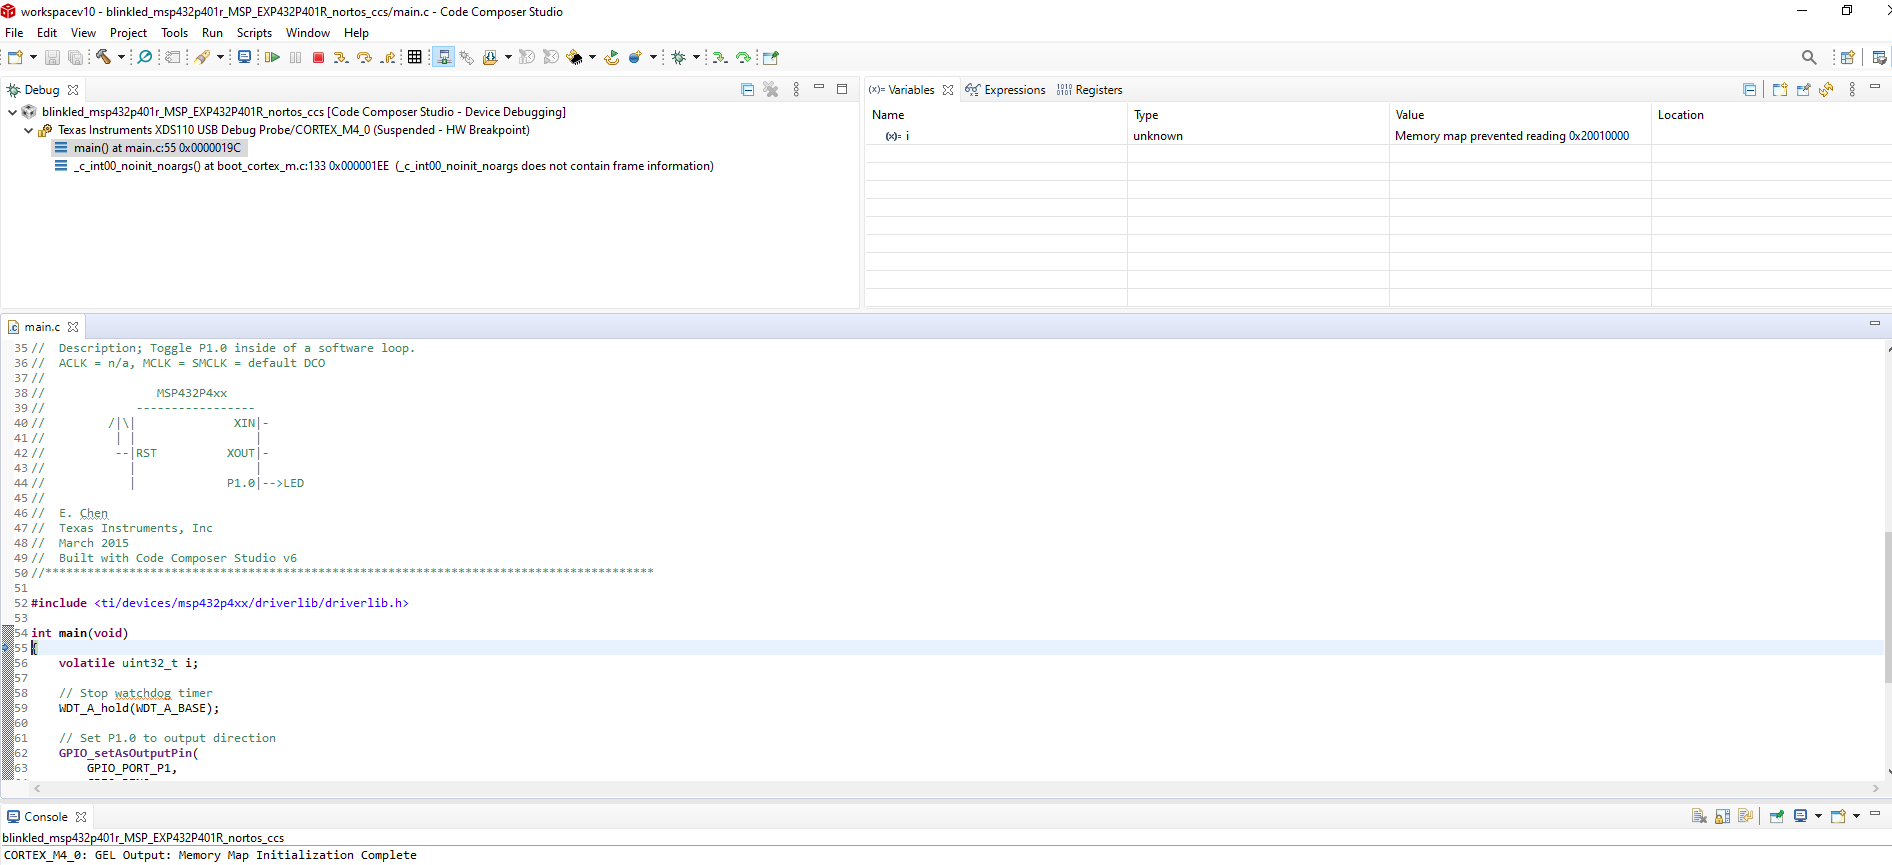 workspacev10 - blinkled_msp432p401r_MSP_EXP432P401R_nortos_ccs/main.c - Code Composer Studio
File Edit View Project Tools Run Scripts Window Help
Debug
blinkled_msp432p401r_MSP_EXP432P401R_nortos_ccs [Code Composer Studio - Device Debugging]
Texas Instruments XDS110 USB Debug Probe/CORTEX_M4_0 (Suspended - HW Breakpoint)
main() at main.c:55 0x0000019C
_c_int00_noinit_noargs() at boot_cortex_m.c:133 0x000001EE (_c_int00_noinit_noargs does not contain frame information)
(x)= Variables Expressions 1010 0101 Registers
Name Type Value Location
(x)= i unknown Memory map prevented reading 0x20010000
main.c
35 //  Description; Toggle P1.0 inside of a software loop.
36 //  ACLK = n/a, MCLK = SMCLK = default DCO
37 //
38 //                MSP432P4xx
39 //             -----------------
40 //         /|\|              XIN|-
41 //          | |                 |
42 //          --|RST          XOUT|-
43 //            |                 |
44 //            |             P1.0|-->LED
45 //
46 //  E. Chen
47 //  Texas Instruments, Inc
48 //  March 2015
49 //  Built with Code Composer Studio v6
50 //***************************************************************************************
51
52 #include <ti/devices/msp432p4xx/driverlib/driverlib.h>
53
54 int main(void)
55 {
56     volatile uint32_t i;
57
58     // Stop watchdog timer
59     WDT_A_hold(WDT_A_BASE);
60
61     // Set P1.0 to output direction
62     GPIO_setAsOutputPin(
63         GPIO_PORT_P1,
Console
blinkled_msp432p401r_MSP_EXP432P401R_nortos_ccs
CORTEX_M4_0: GEL Output: Memory Map Initialization Complete